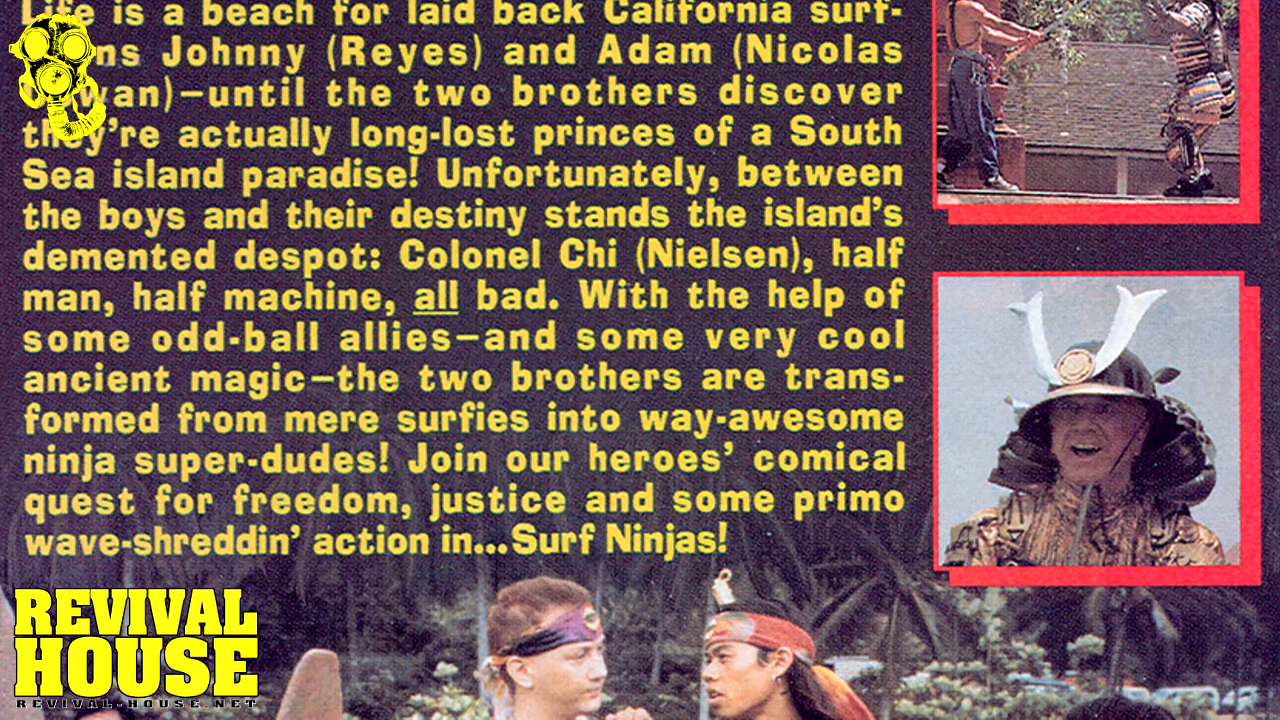 Life is a beach for laid back California surf-
ns Johnny (Reyes) and Adam (Nicolas
wan)—until the two brothers discover
they're actually long-lost princes of a South
Sea island paradise! Unfortunately, between
the boys and their destiny stands the island's
demented despot: Colonel Chi (Nielsen), half
man, half machine, all bad. With the help of
some odd-ball allies—and some very cool
ancient magic—the two brothers are trans-
formed from mere surfies into way-awesome
ninja super-dudes! Join our heroes' comical
quest for freedom, justice and some primo
wave-shreddin' action in...Surf Ninjas!
REVIVAL
HOUSE
REVIVAL-HOUSE.NET